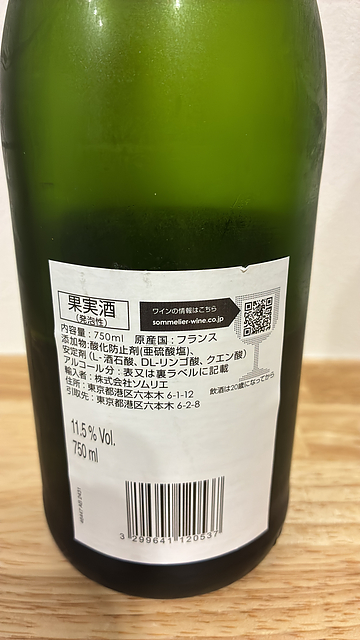 果実酒
(発泡性)
ワインの情報はこちら
sommelier-wine.co.jp
内容量：750ml 原産国：フランス
添加物:酸化防止剤(亜硫酸塩)、
安定剤(L-酒石酸、DL-リンゴ酸、クエン酸)
アルコール分：表又は裏ラベルに記載
輸入者：株式会社ソムリエ
住所：東京都港区六本木 6-1-12
引取先：東京都港区六本木 6-2-8
飲酒は20歳になってから
11.5% Vol.
750 ml
3 299641 120537